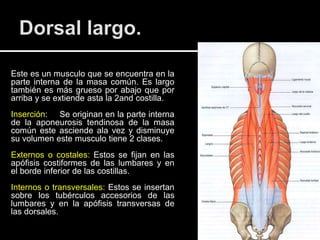 Dorsal largo.
Este es un musculo que se encuentra en la
parte interna de la masa común. Es largo
también es más grueso por abajo que por
arriba y se extiende asta la 2and costilla.
Inserción: Se originan en la parte interna
de la aponeurosis tendinosa de la masa
común este asciende ala vez y disminuye
su volumen este musculo tiene 2 clases.
Externos o costales: Estos se fijan en las
apófisis costiformes de las lumbares y en
el borde inferior de las costillas.
Internos o transversales: Estos se insertan
sobre los tubérculos accesorios de las
lumbares y en la apófisis transversas de
las dorsales.